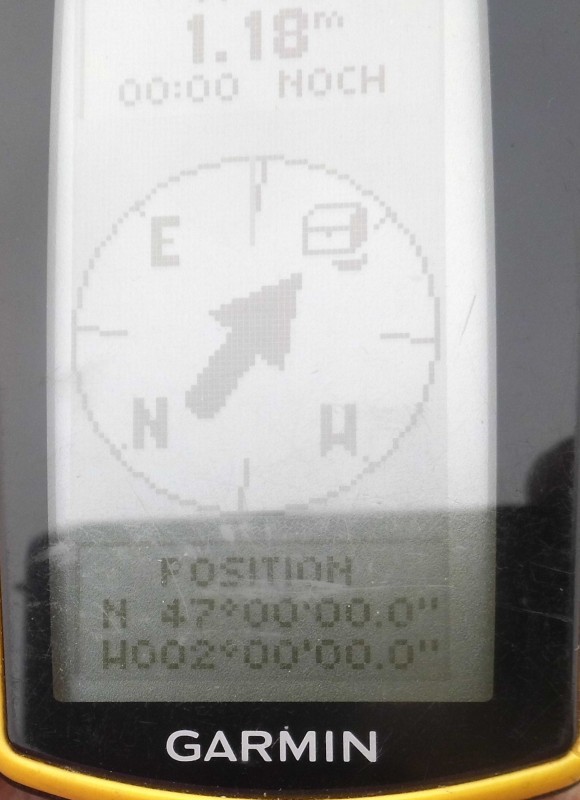 1.18m
00:00 NOCH
E
N W
POSITION
N 47°00'00.0"
W002°00'00.0"
GARMIN